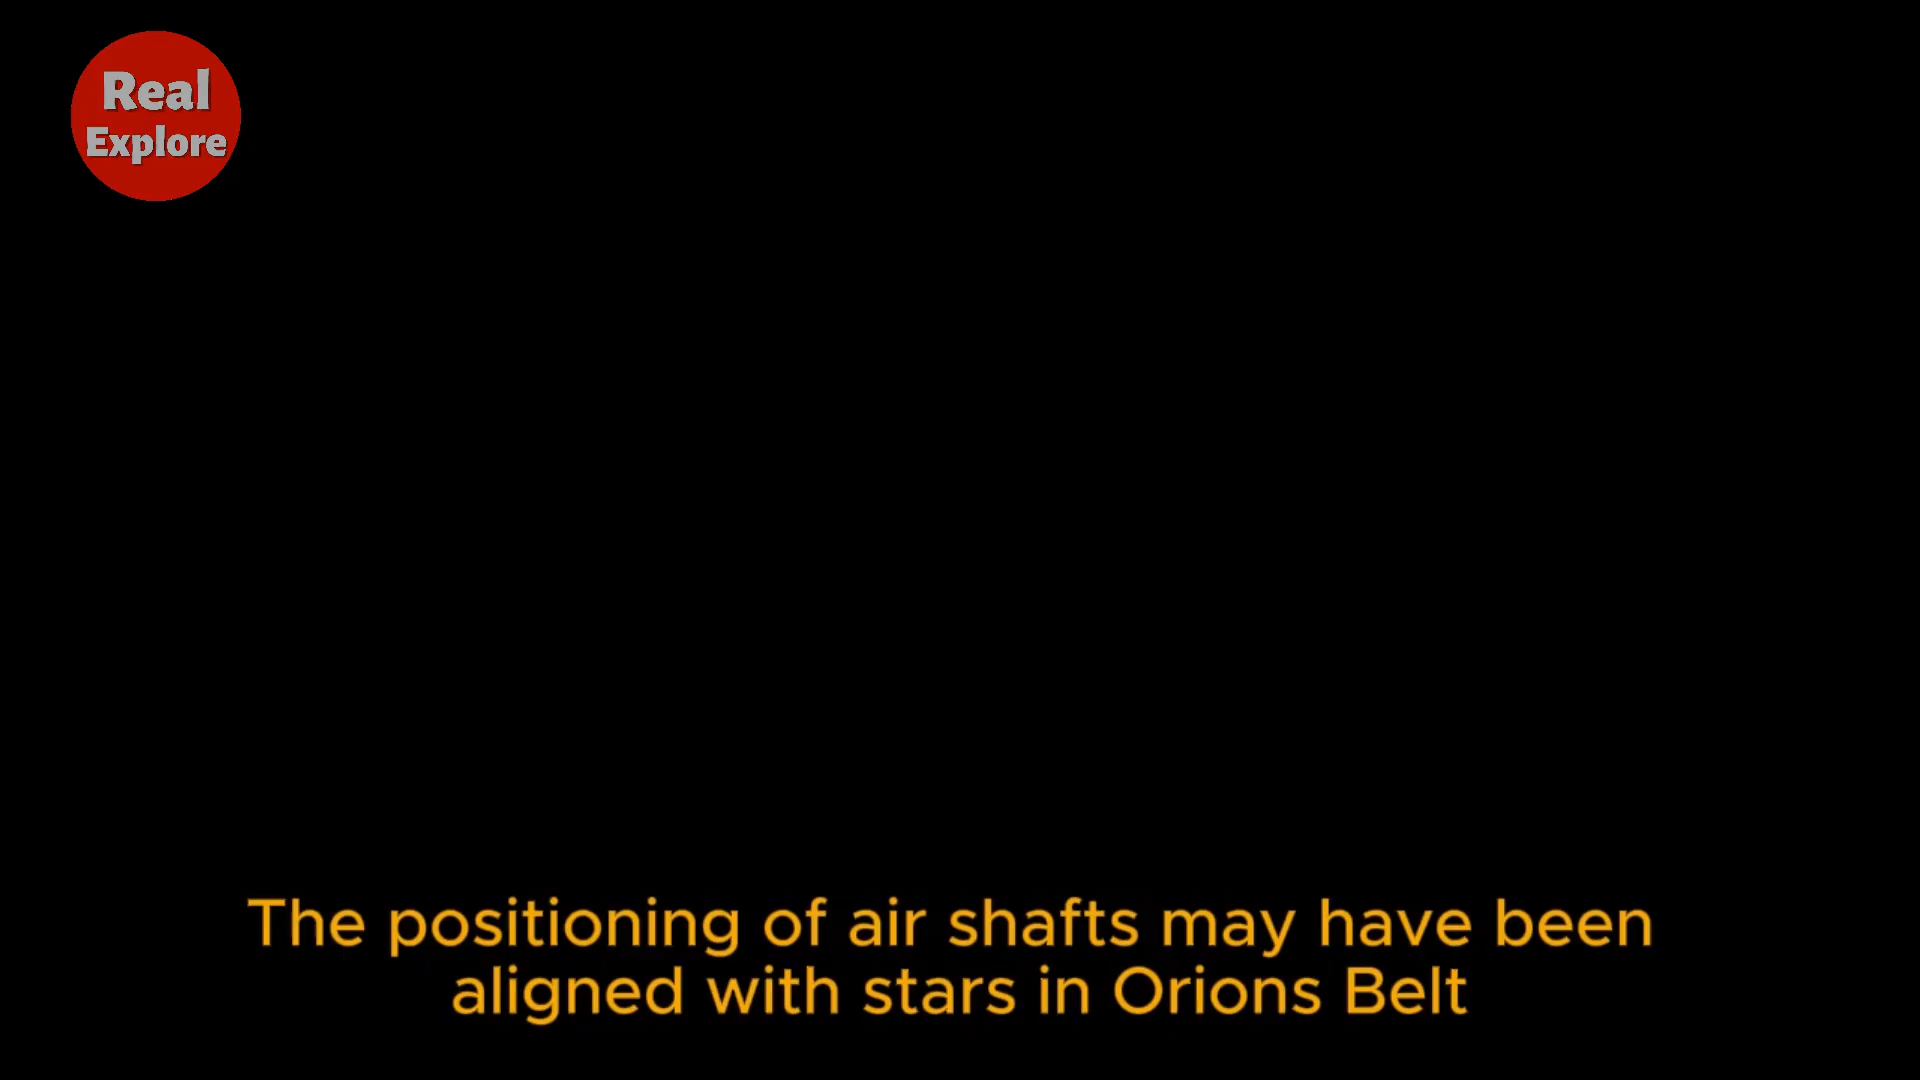 Real
Explore
The positioning of air shafts may have been
aligned with stars in Orions Belt